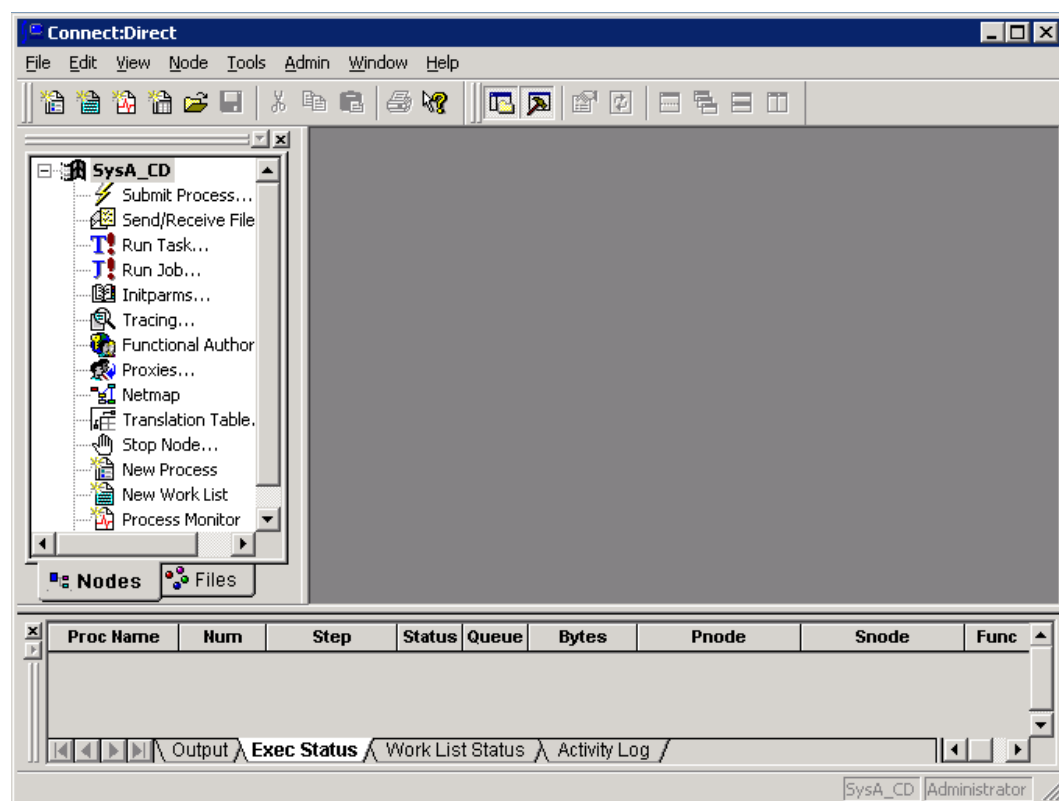 Connect:Direct
File Edit View Node Tools Admin Window Help
SysA_CD
Submit Process...
Send/Receive File
Run Task...
Run Job...
Initparms...
Tracing...
Functional Author
Proxies...
Netmap
Translation Table.
Stop Node...
New Process
New Work List
Process Monitor
Nodes Files
Proc Name Num Step Status Queue Bytes Pnode Snode Func
Output Exec Status Work List Status Activity Log
SysA_CD Administrator